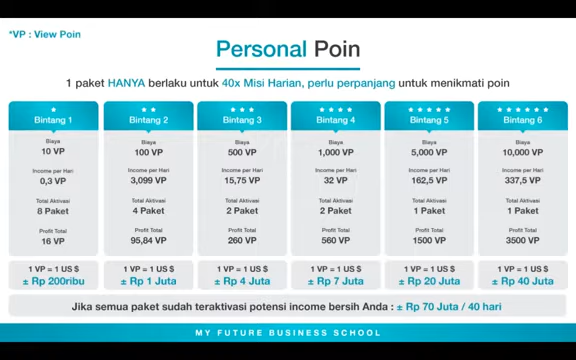 *VP : View Poin
Personal Poin
1 paket HANYA berlaku untuk 40x Misi Harian, perlu perpanjang untuk menikmati poin
Bintang 1
Biaya
10 VP
Income per Hari
0,3 VP
Total Aktivasi
8 Paket
Profit Total
16 VP
1 VP = 1 US $
± Rp 200ribu
Bintang 2
Biaya
100 VP
Income per Hari
3,099 VP
Total Aktivasi
4 Paket
Profit Total
95,84 VP
1 VP = 1 US $
± Rp 1 Juta
Bintang 3
Biaya
500 VP
Income per Hari
15,75 VP
Total Aktivasi
2 Paket
Profit Total
260 VP
1 VP = 1 US $
± Rp 4 Juta
Bintang 4
Biaya
1,000 VP
Income per Hari
32 VP
Total Aktivasi
2 Paket
Profit Total
560 VP
1 VP = 1 US $
± Rp 7 Juta
Bintang 5
Biaya
5,000 VP
Income per Hari
162,5 VP
Total Aktivasi
1 Paket
Profit Total
1500 VP
1 VP = 1 US $
± Rp 20 Juta
Bintang 6
Biaya
10,000 VP
Income per Hari
337,5 VP
Total Aktivasi
1 Paket
Profit Total
3500 VP
1 VP = 1 US $
± Rp 40 Juta
Jika semua paket sudah teraktivasi potensi income bersih Anda : ± Rp 70 Juta / 40 hari
MY FUTURE BUSINESS SCHOOL